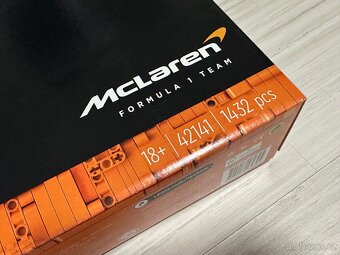 McLaren
FORMULA 1 TEAM
18+ | 42141 | 1432 pcs